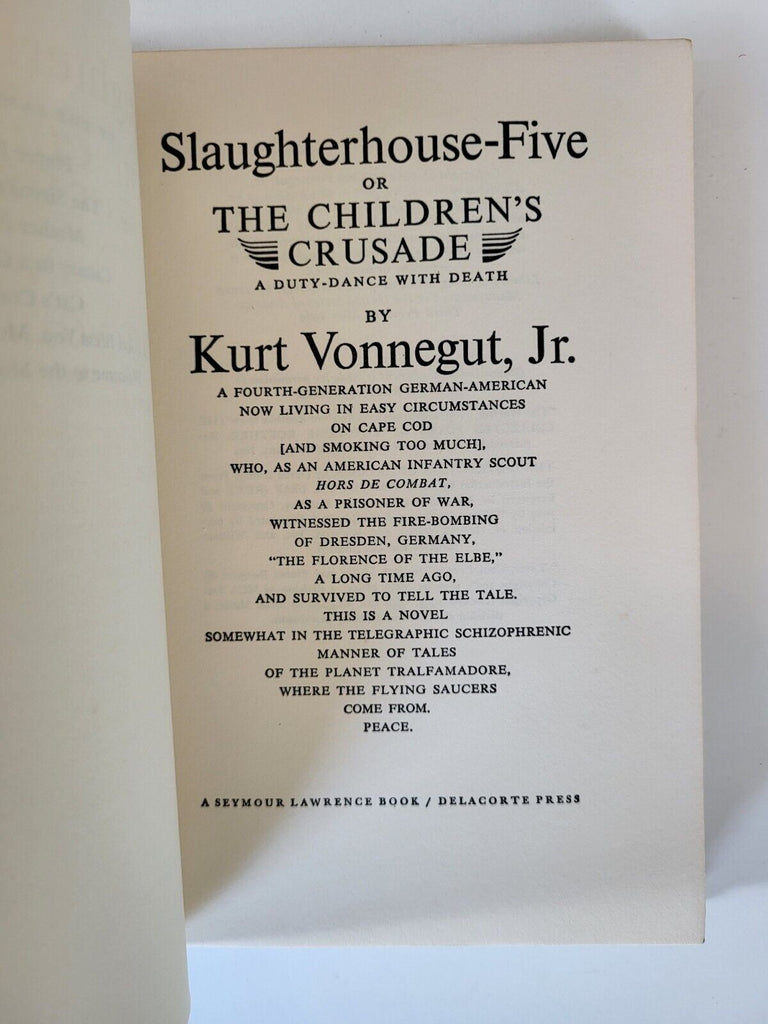 Slaughterhouse-Five
OR
THE CHILDREN'S
CRUSADE
A DUTY-DANCE WITH DEATH
BY
Kurt Vonnegut, Jr.
A FOURTH-GENERATION GERMAN-AMERICAN
NOW LIVING IN EASY CIRCUMSTANCES
ON CAPE COD
[AND SMOKING TOO MUCH],
WHO, AS AN AMERICAN INFANTRY SCOUT
HORS DE COMBAT,
AS A PRISONER OF WAR,
WITNESSED THE FIRE-BOMBING
OF DRESDEN, GERMANY,
"THE FLORENCE OF THE ELBE,"
A LONG TIME AGO,
AND SURVIVED TO TELL THE TALE.
THIS IS A NOVEL
SOMEWHAT IN THE TELEGRAPHIC SCHIZOPHRENIC
MANNER OF TALES
OF THE PLANET TRALFAMADORE,
WHERE THE FLYING SAUCERS
COME FROM.
PEACE.
A SEYMOUR LAWRENCE BOOK / DELACORTE PRESS